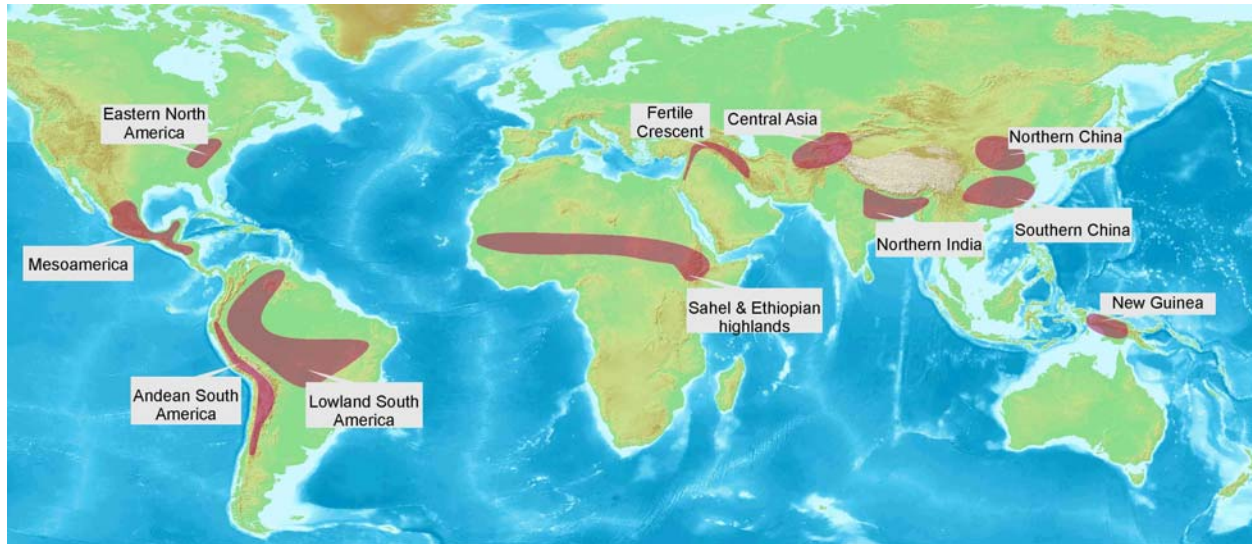 Eastern North
America
Fertile
Crescent
Central Asia
Northern China
Mesoamerica
Northern India
Southern China
Sahel & Ethiopian
highlands
New Guinea
Andean South
America
Lowland South
America